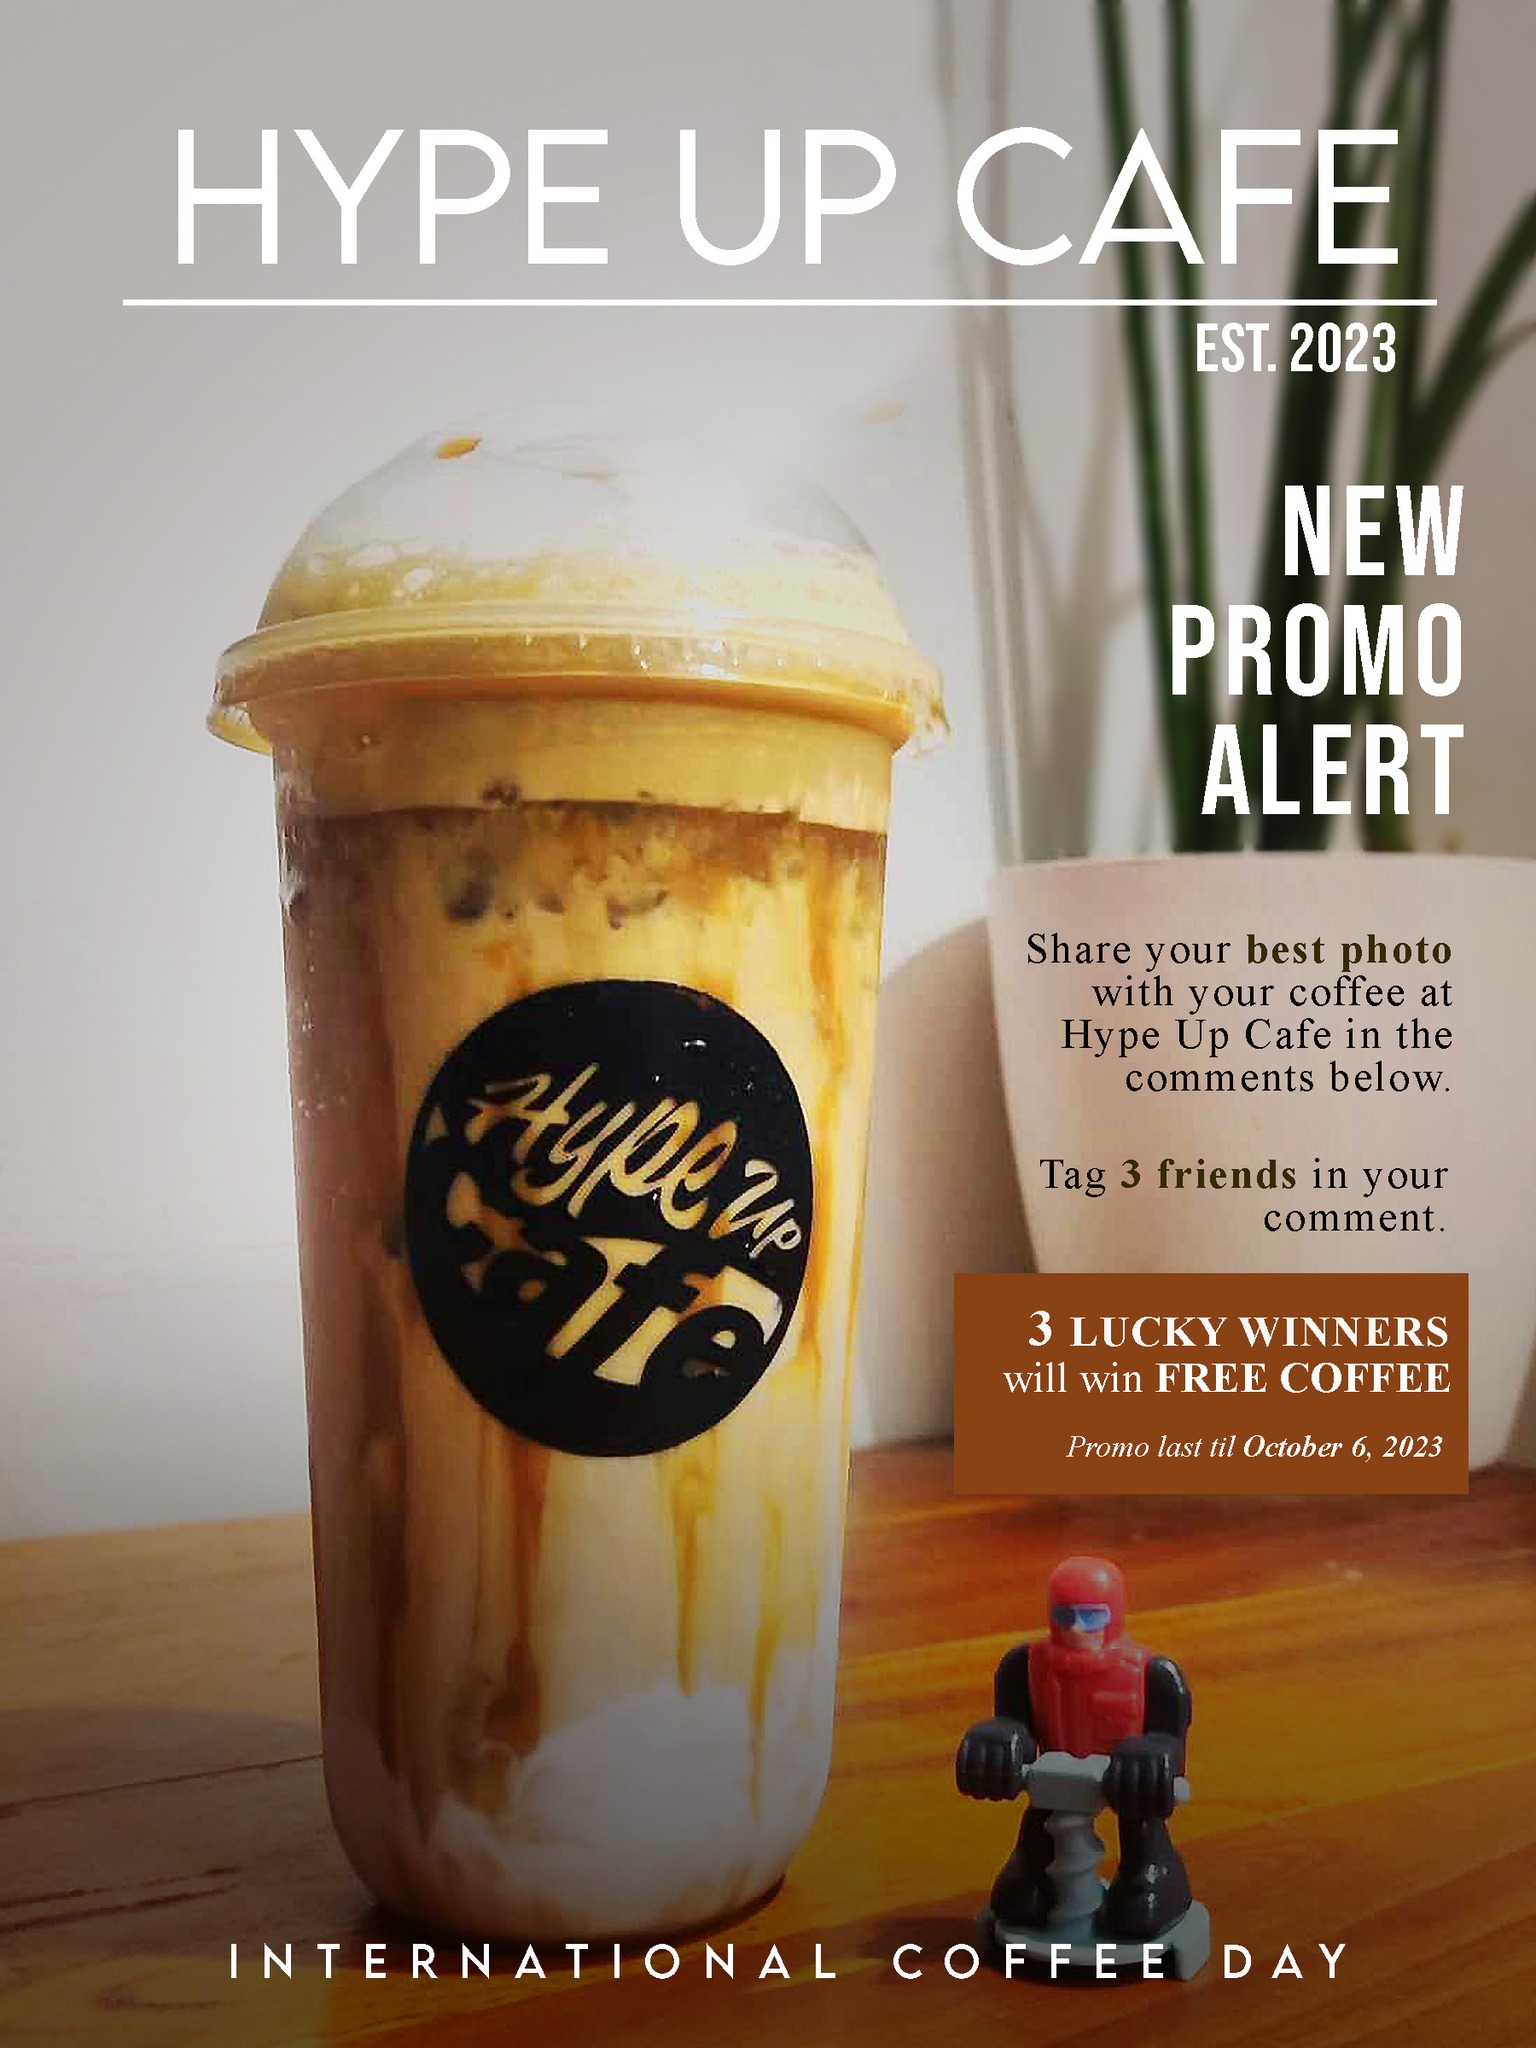 HYPE UP CAFE
EST. 2023
NEW
PROMO
ALERT
Share your best photo
with your coffee at
Hype Up Cafe in the
comments below.
Tag 3 friends in your
comment.
3 LUCKY WINNERS
will win FREE COFFEE
Promo last til October 6, 2023
Hype Up
Caffe
INTERNATIONAL COFFEE DAY